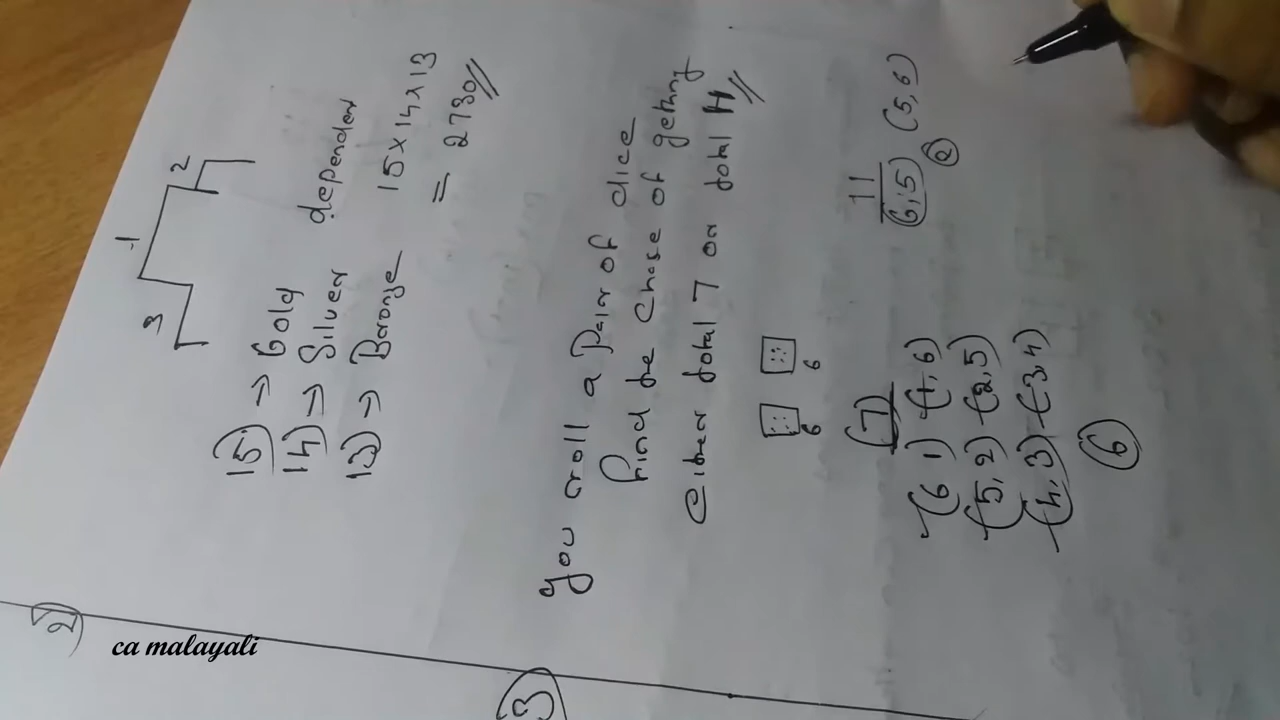 2)
3 1 2
15 → Gold
14 → Silver
13 → Baronze
dependen
15 x 14 x 13
= 2730//
3
You roll a pair of dice
find the chase of getting
either total 7 or total 11//
6 6
(7)
(6 1) (1, 6)
(5, 2) (2, 5)
(4, 3) (3, 4)
6
11
(6, 5) (5, 6)
2
ca malayali